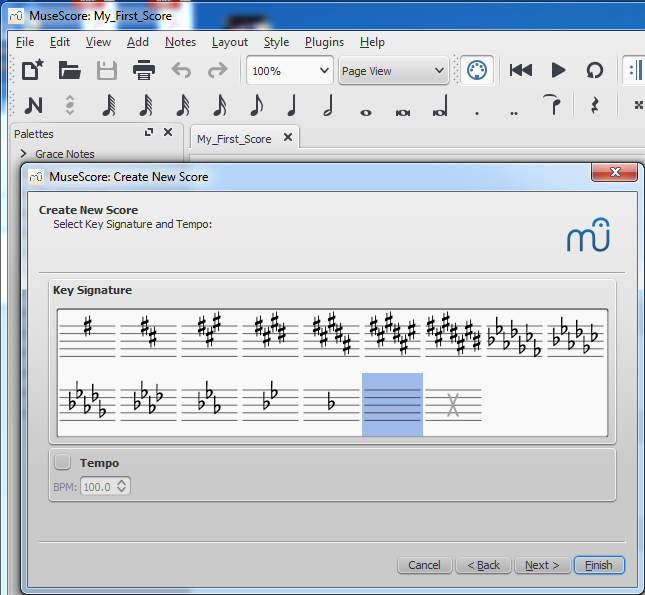 MuseScore: My_First_Score
File Edit View Add Notes Layout Style Plugins Help
100% Page View
Palettes
My_First_Score
Grace Notes
MuseScore: Create New Score
Create New Score
Select Key Signature and Tempo:
mu
Key Signature
X
Tempo
BPM: 100.0
Cancel < Back Next > Finish